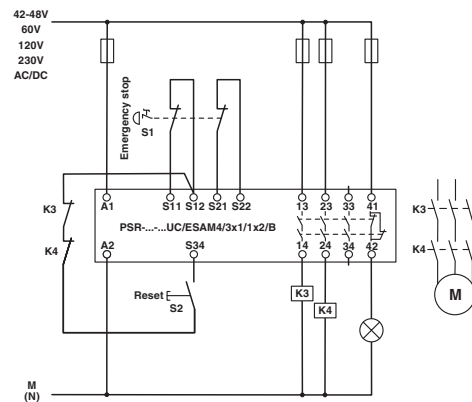 42-48V
60V
120V
230V
AC/DC
Emergency stop
S1
K3
A1
S11
S12
S21
S22
13
23
33
41
K3
PSR-...-...UC/ESAM4/3x1/1x2/B
K4
A2
S34
14
24
34
42
K4
Reset
S2
K3
K4
M
M
(N)